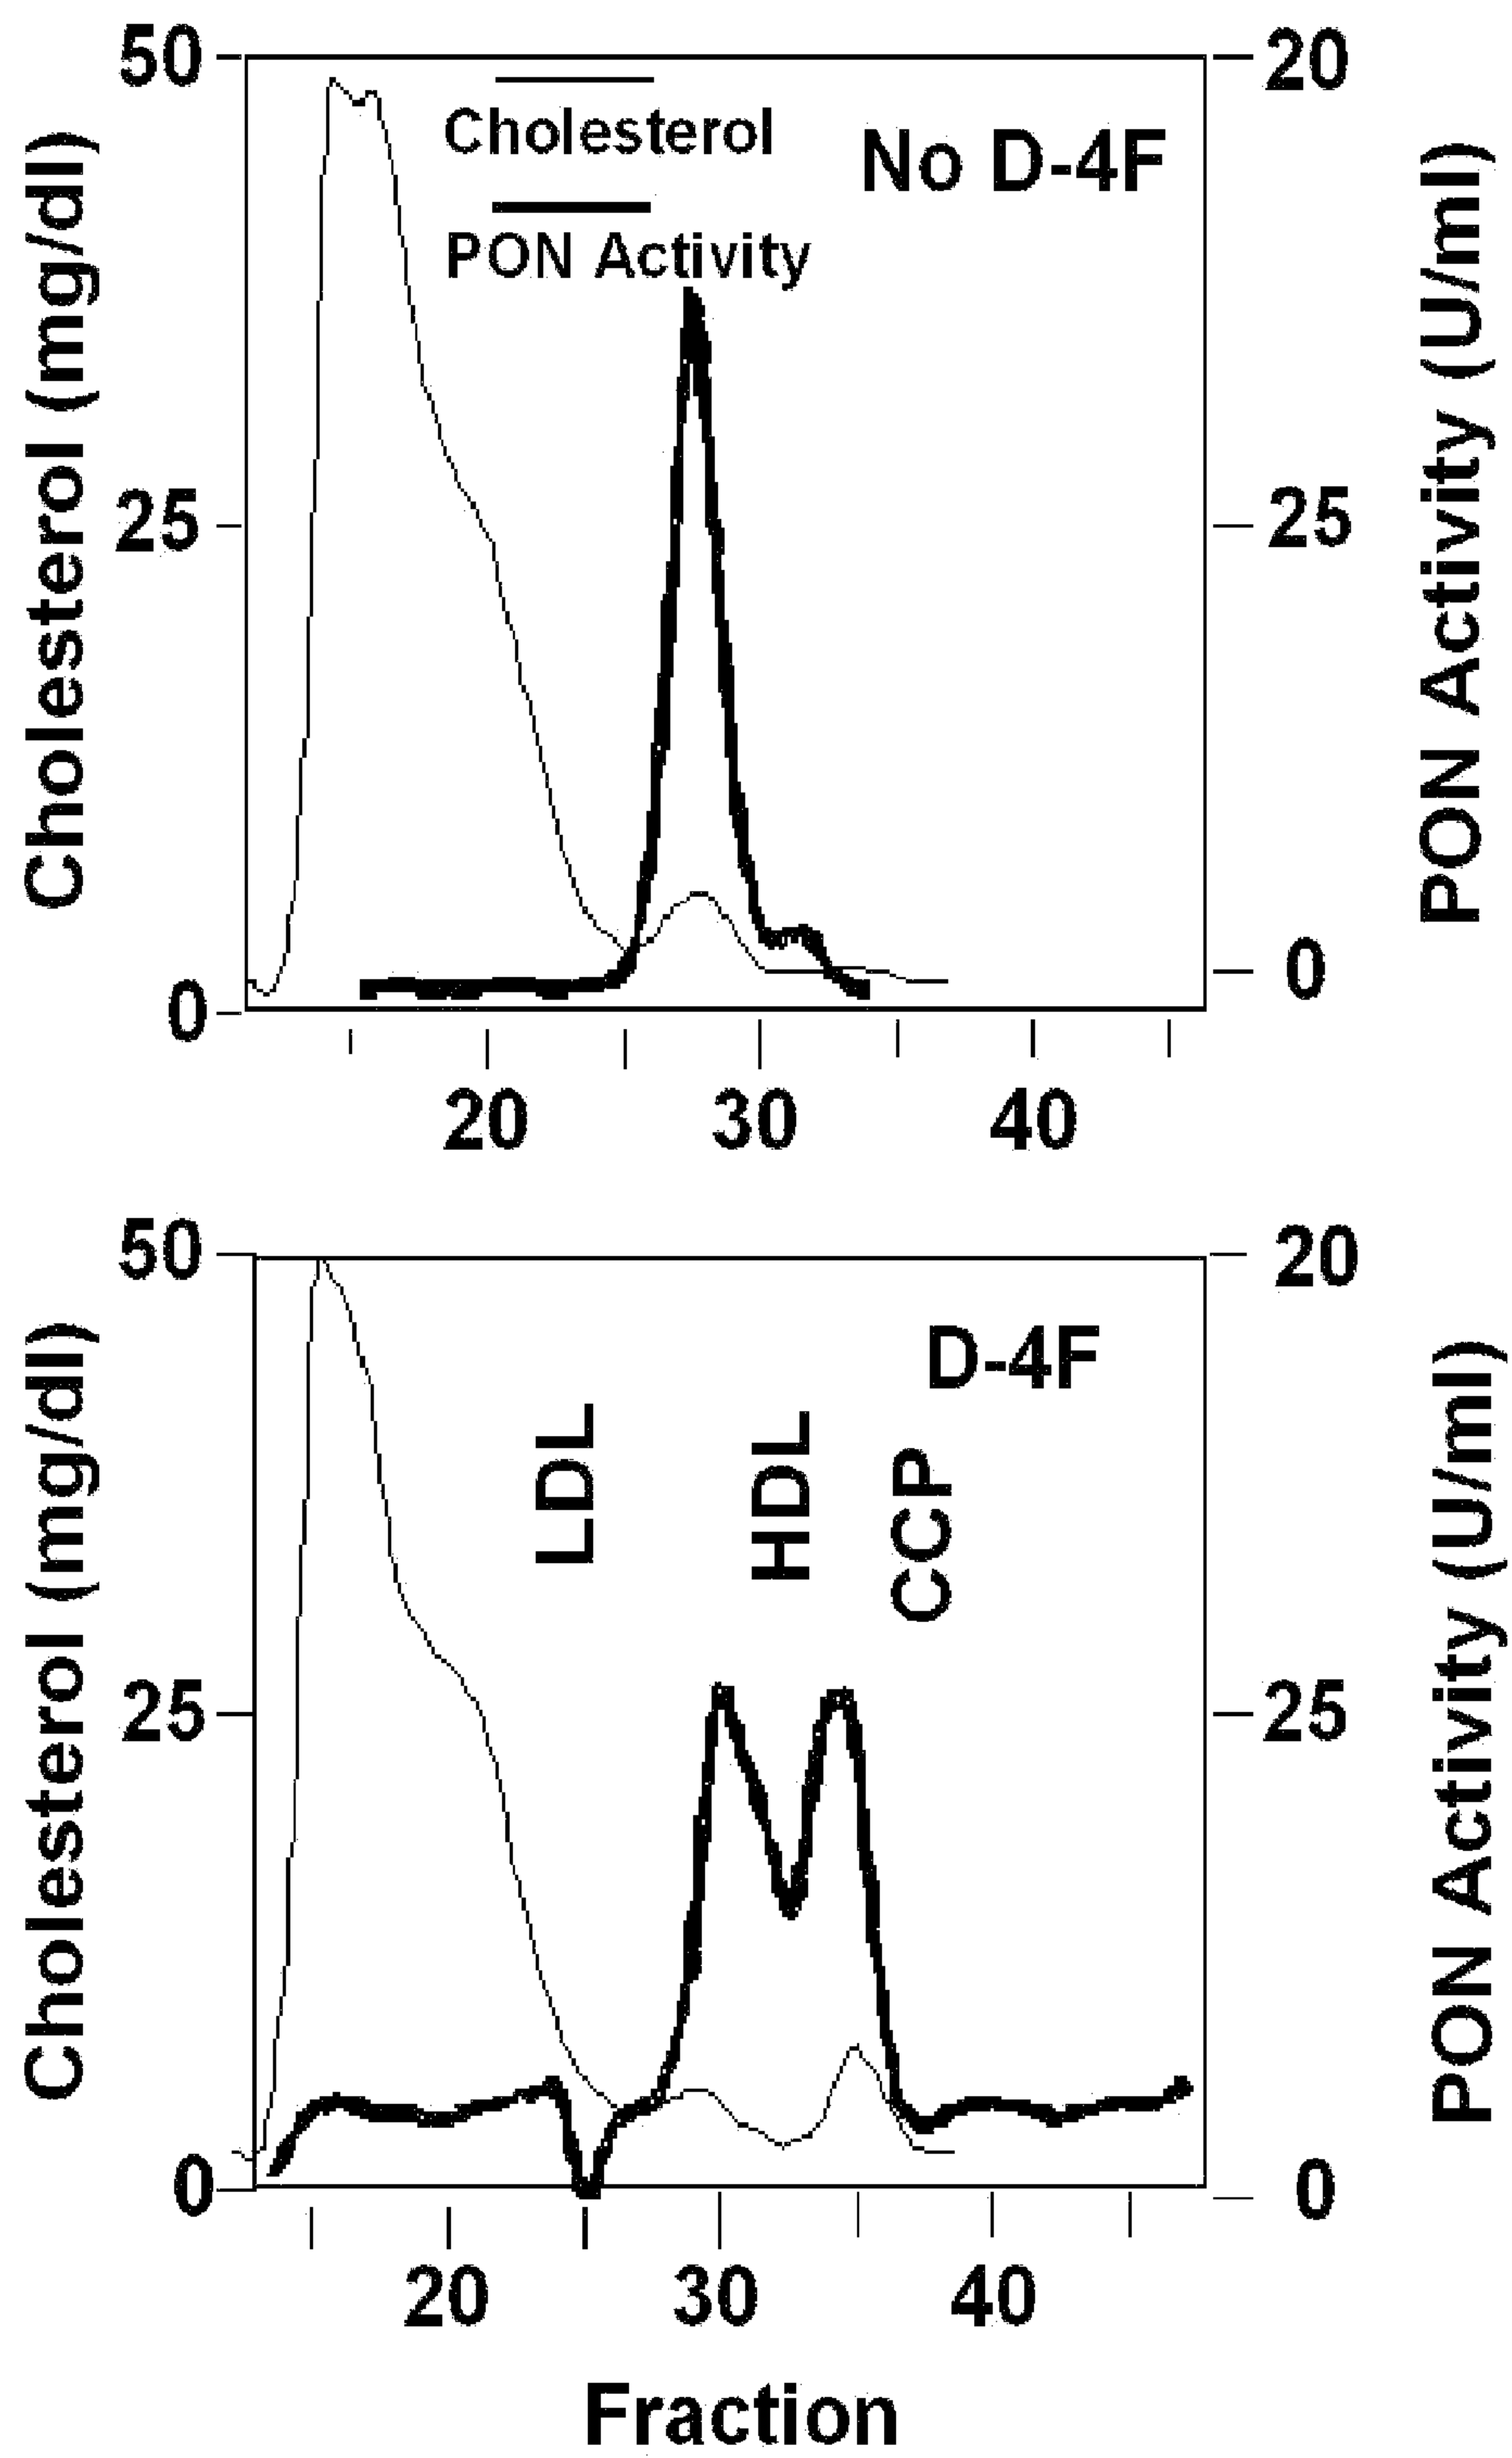 50
20
Cholesterol
No D-4F
PON Activity
Cholesterol (mg/dl)
PON Activity (U/ml)
25
25
0
0
20
30
40
50
20
D-4F
LDL
HDL
CCP
Cholesterol (mg/dl)
PON Activity (U/ml)
25
25
0
0
20
30
40
Fraction